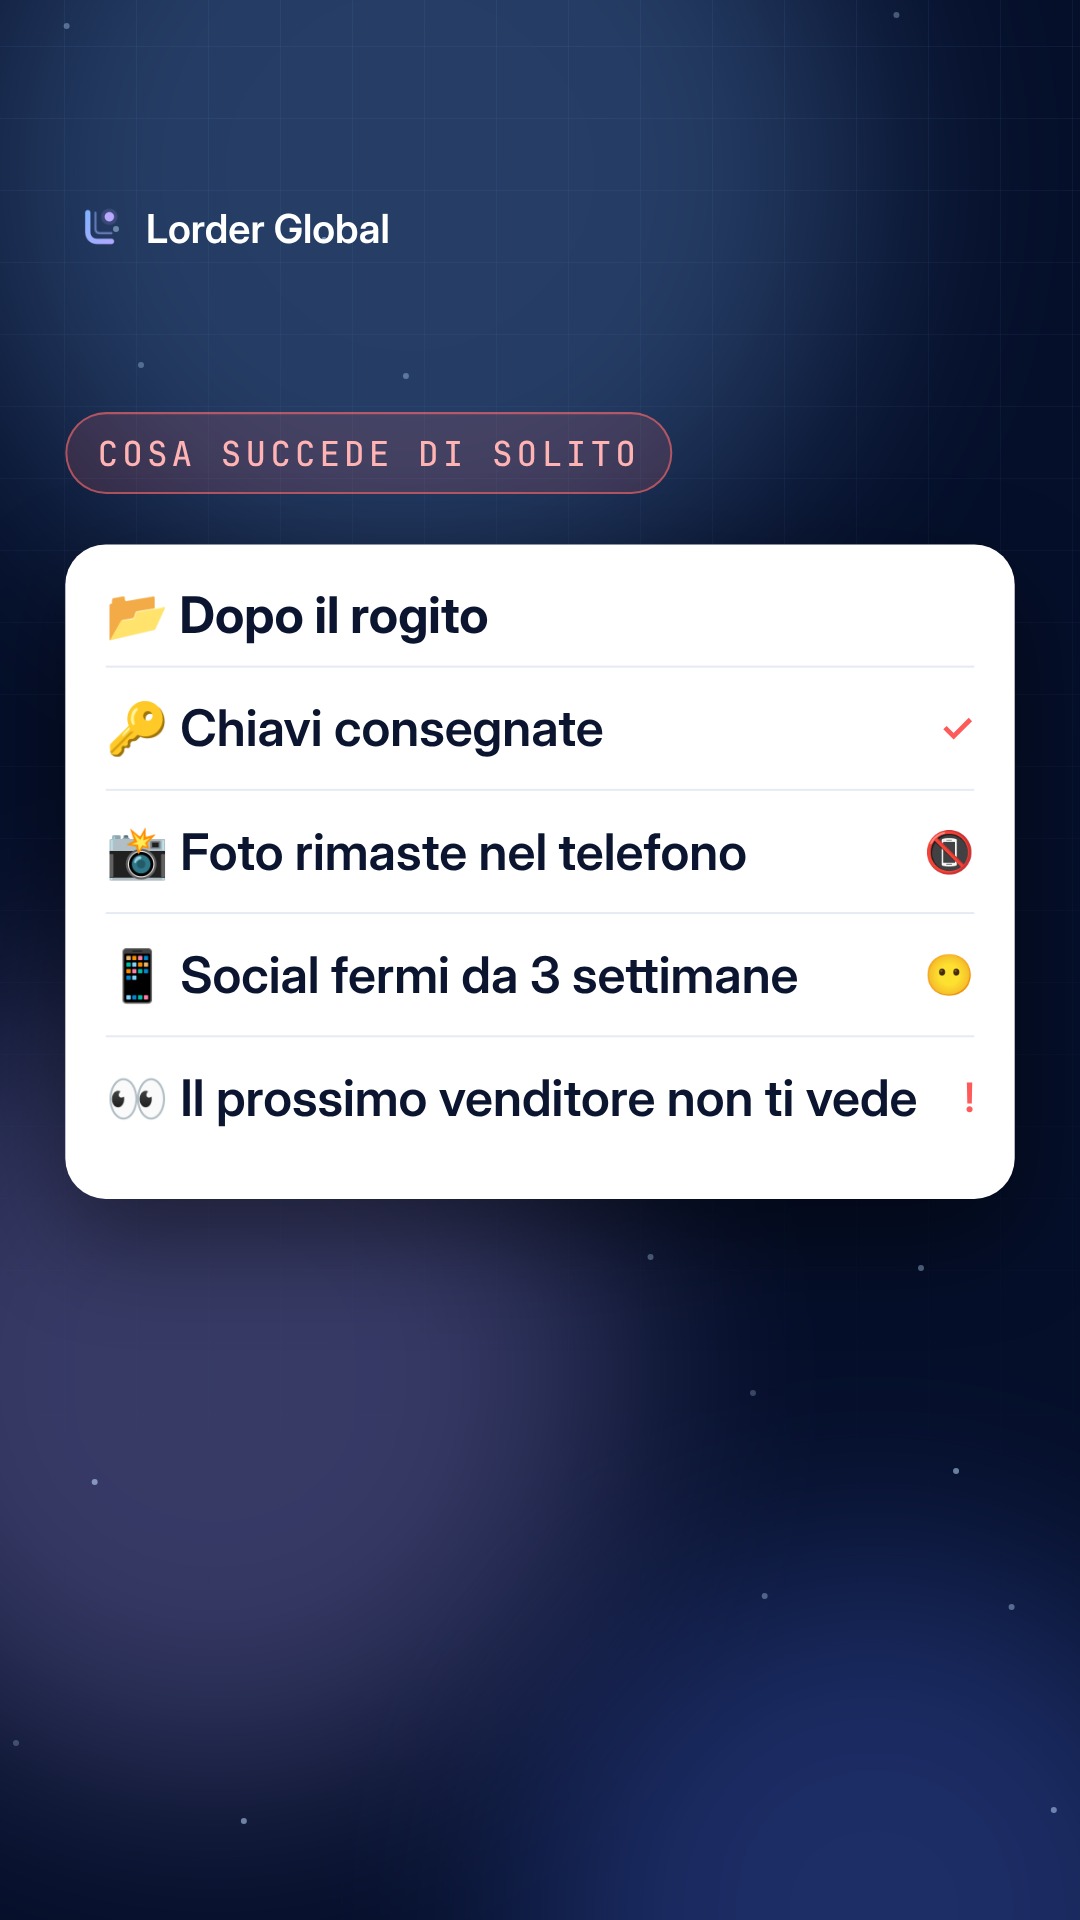 Lorder Global
COSA SUCCEDE DI SOLITO
📂 Dopo il rogito
🔑 Chiavi consegnate ✓
📸 Foto rimaste nel telefono 📵
📱 Social fermi da 3 settimane 😶
👀 Il prossimo venditore non ti vede !